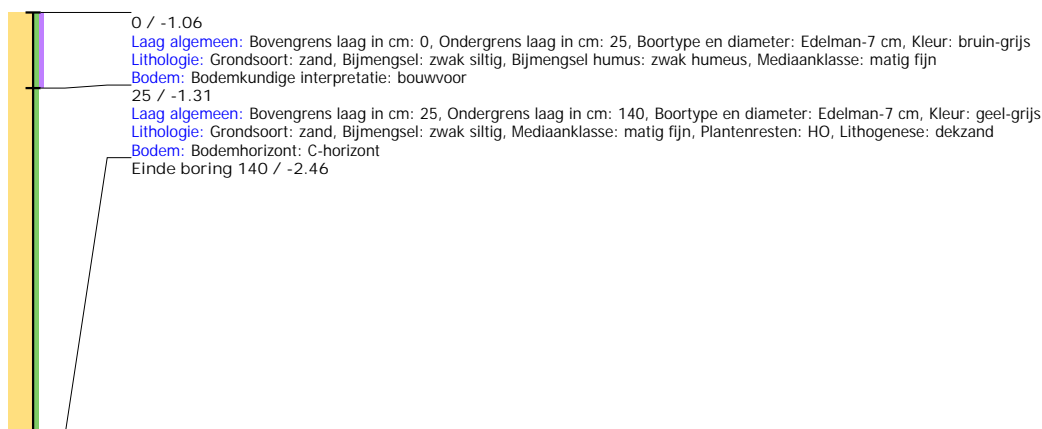 0 / -1.06
Laag algemeen: Bovengrens laag in cm: 0, Ondergrens laag in cm: 25, Boortype en diameter: Edelman-7 cm, Kleur: bruin-grijs
Lithologie: Grondsoort: zand, Bijmengsel: zwak siltig, Bijmengsel humus: zwak humeus, Mediaanklasse: matig fijn
Bodem: Bodemkundige interpretatie: bouwvoor
25 / -1.31
Laag algemeen: Bovengrens laag in cm: 25, Ondergrens laag in cm: 140, Boortype en diameter: Edelman-7 cm, Kleur: geel-grijs
Lithologie: Grondsoort: zand, Bijmengsel: zwak siltig, Mediaanklasse: matig fijn, Plantenresten: HO, Lithogenese: dekzand
Bodem: Bodemhorizont: C-horizont
Einde boring 140 / -2.46